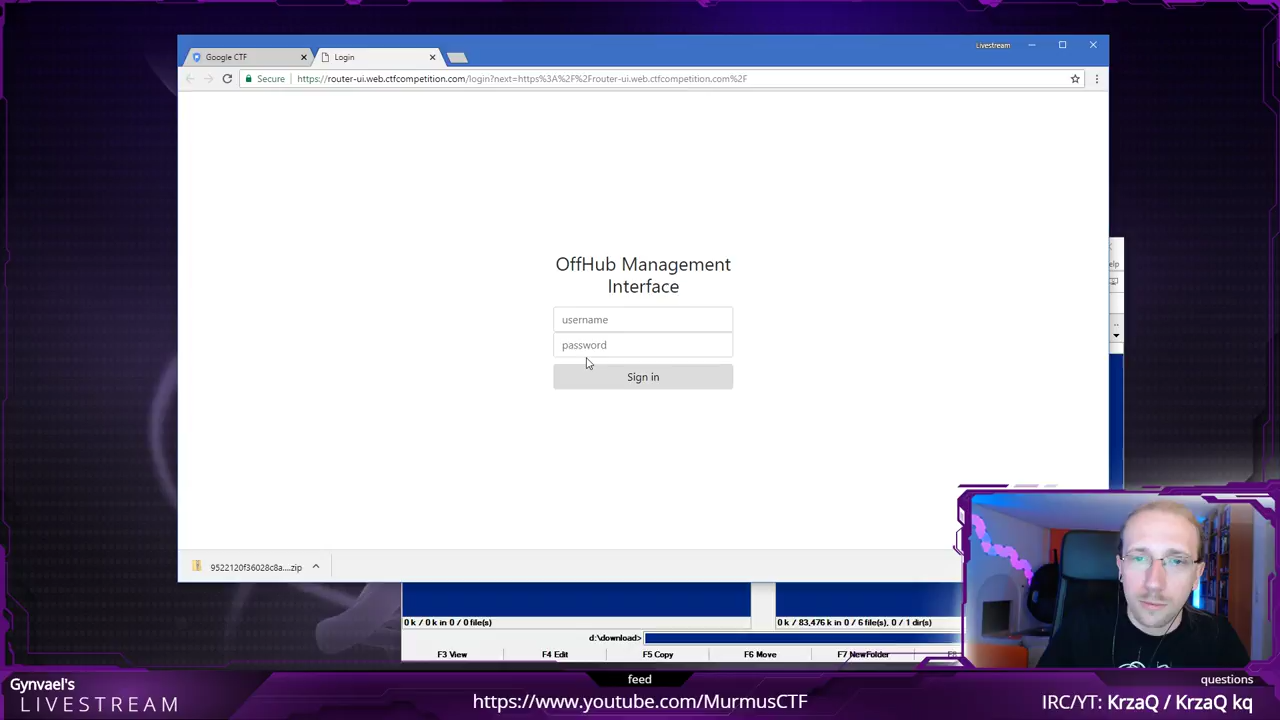 Livestream
Google CTF
Login
Secure
https://router-ui.web.ctfcompetition.com/login?next=https%3A%2F%2Frouter-ui.web.ctfcompetition.com%2F
elp
OffHub Management
Interface
username
password
Sign in
9522120f36028c8a....zip
0 k / 0 k in 0 / 0 file(s)
0 k / 83,476 k in 0 / 6 file(s), 0 / 1 dir(s)
d:\download>
F3 View
F4 Edit
F5 Copy
F6 Move
F7 NewFolder
Gynvael's
LIVESTREAM
feed
https://www.youtube.com/MurmusCTF
questions
IRC/YT: KrzaQ / KrzaQ kq